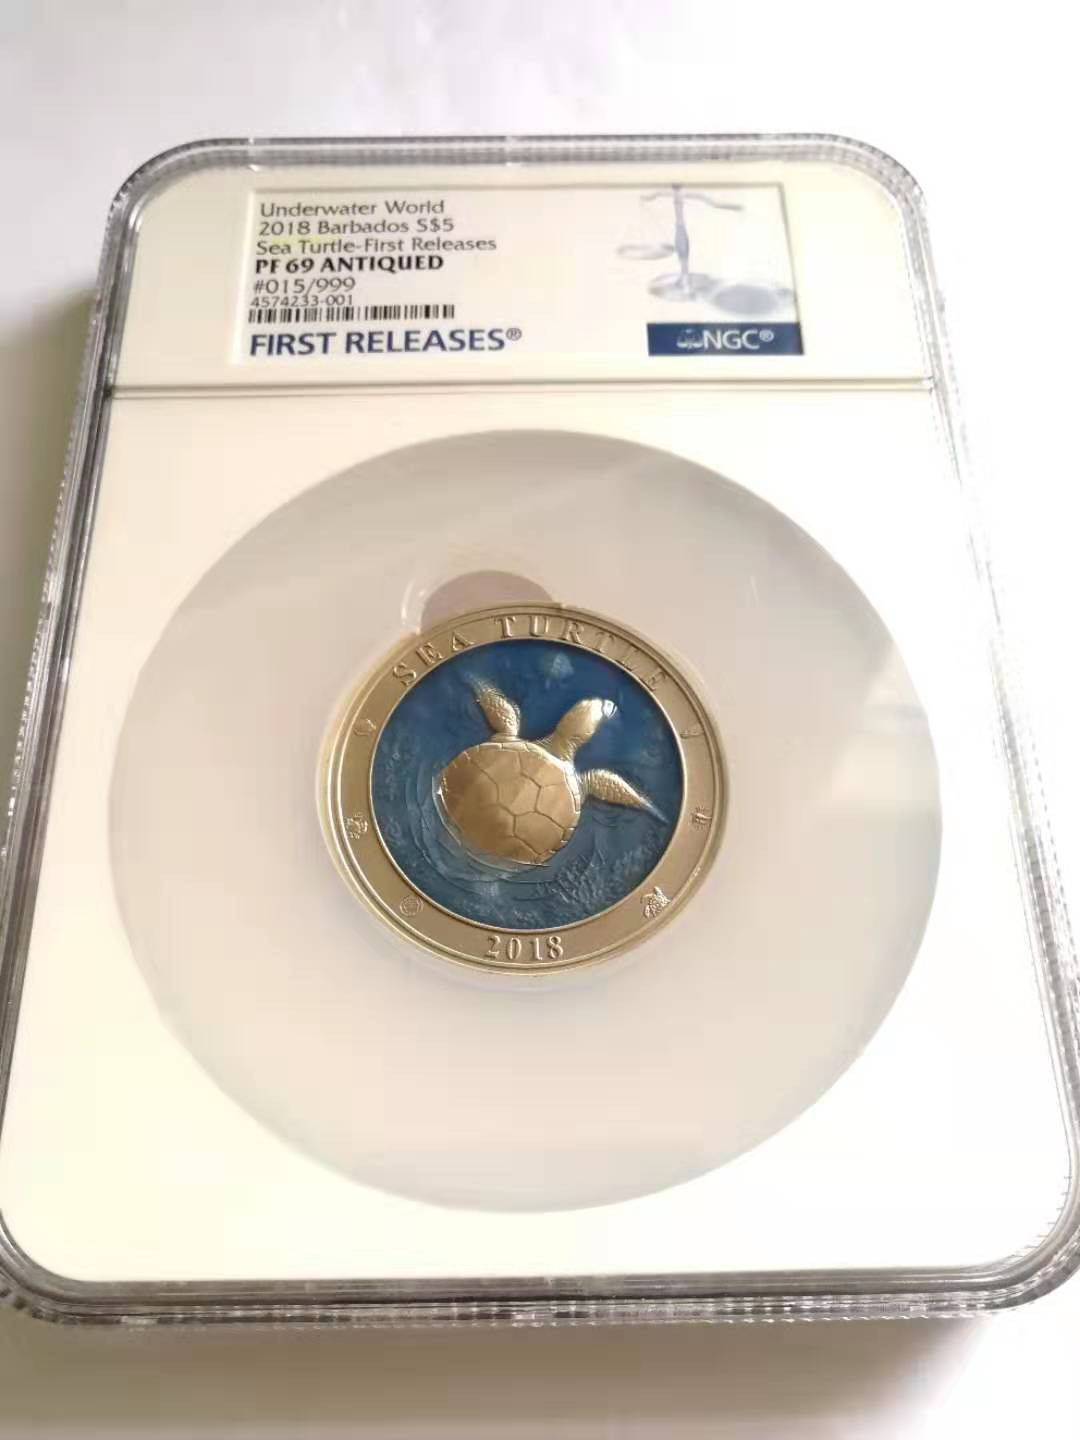 Underwater World
2018 Barbados S$5
Sea Turtle-First Releases
PF 69 ANTIQUED
#015/999
4574233-001
FIRST RELEASES®
NGC®
SEA TURTLE
2018